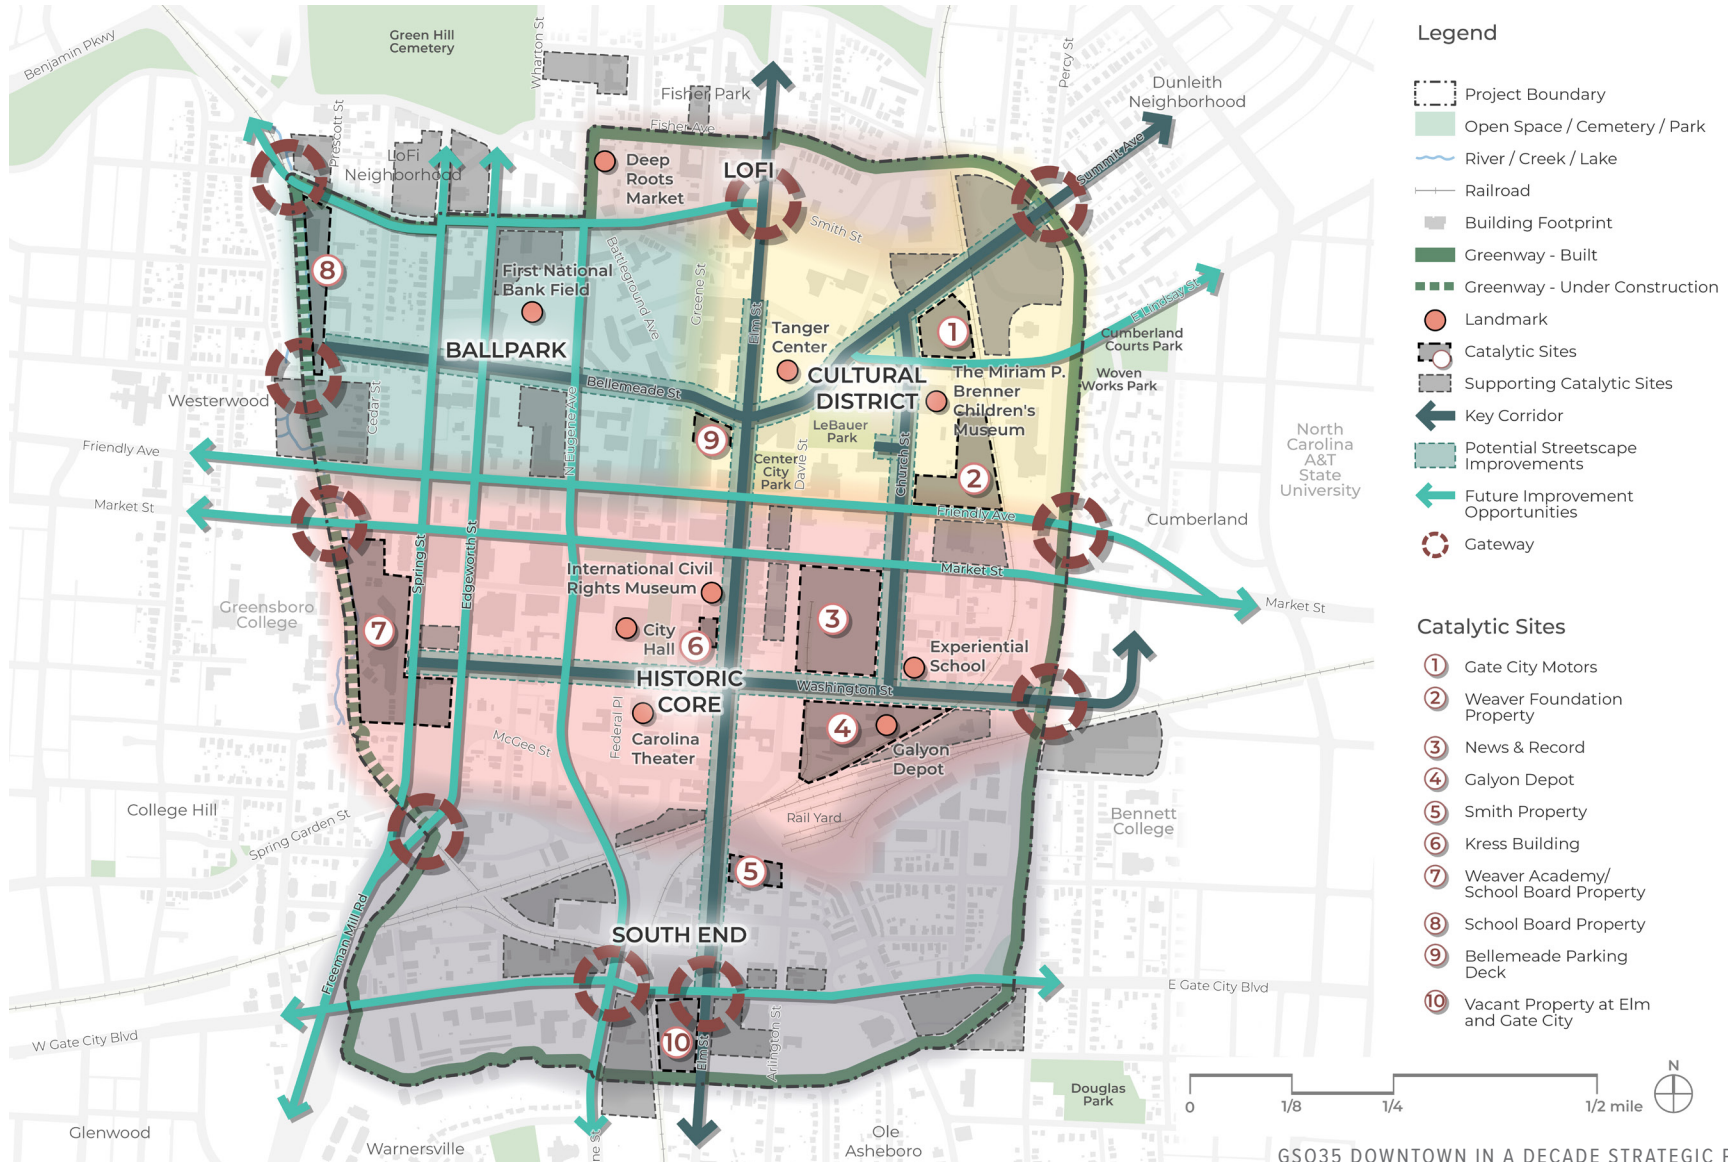 Benjamin Pkwy
Green Hill
Cemetery
Wharton St
Fisher Park
Fisher Ave
Percy St
Dunleith
Neighborhood
Summit Ave
Prescott St
LoFi
Neighborhood
Deep
Roots
Market
LOFI
Smith St
8
First National
Bank Field
Battleground Ave
Greene St
Elm St
BALLPARK
Bellemeade St
Tanger
Center
1
CULTURAL
DISTRICT
The Miriam P.
Brenner
Children's
Museum
E Lindsay St
Cumberland
Courts Park
Woven
Works Park
Westerwood
Cedar St
N Eugene Ave
9
LeBauer
Park
Center
City
Park
Davie St
Church St
2
North
Carolina
A&T
State
University
Friendly Ave
Friendly Ave
Market St
Cumberland
Market St
Market St
Spring St
Edgeworth St
International Civil
Rights Museum
Greensboro
College
7
City
Hall
6
3
Experiential
School
HISTORIC
CORE
Washington St
Federal Pl
McGee St
Carolina
Theater
4
Galyon
Depot
College Hill
Spring Garden St
Rail Yard
Bennett
College
5
Freeman Mill Rd
SOUTH END
E Gate City Blvd
W Gate City Blvd
10
Elm St
Arlington St
Douglas
Park
Glenwood
Warnersville
ne St
Ole
Asheboro
Legend
Project Boundary
Open Space / Cemetery / Park
River / Creek / Lake
Railroad
Building Footprint
Greenway - Built
Greenway - Under Construction
Landmark
Catalytic Sites
Supporting Catalytic Sites
Key Corridor
Potential Streetscape
Improvements
Future Improvement
Opportunities
Gateway
Catalytic Sites
1 Gate City Motors
2 Weaver Foundation
Property
3 News & Record
4 Galyon Depot
5 Smith Property
6 Kress Building
7 Weaver Academy/
School Board Property
8 School Board Property
9 Bellemeade Parking
Deck
10 Vacant Property at Elm
and Gate City
N
0 1/8 1/4 1/2 mile
GSO35 DOWNTOWN IN A DECADE STRATEGIC